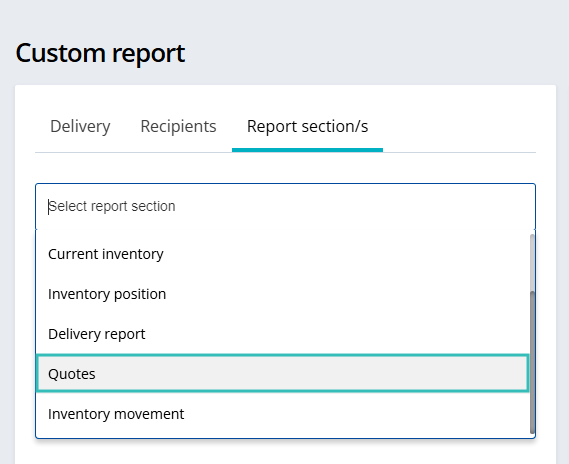 Custom report
Delivery Recipients Report section/s
Select report section
Current inventory
Inventory position
Delivery report
Quotes
Inventory movement